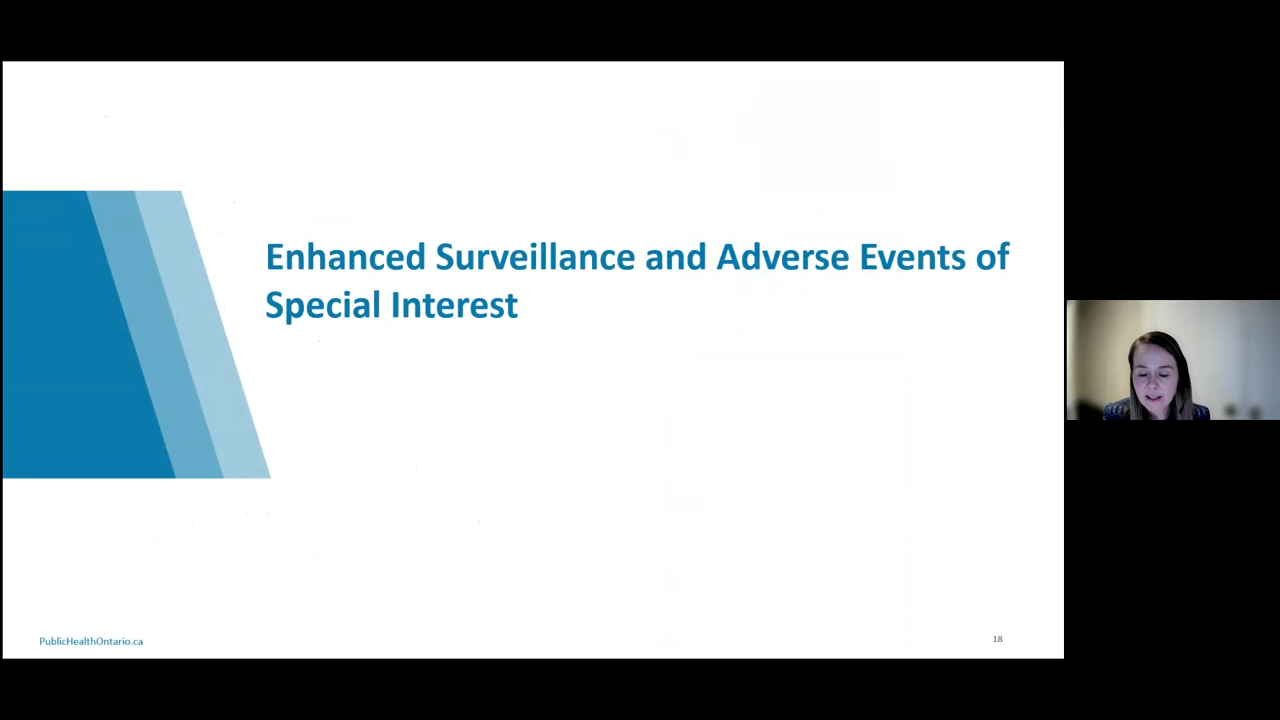 Enhanced Surveillance and Adverse Events of
Special Interest
PublicHealthOntario.ca
18